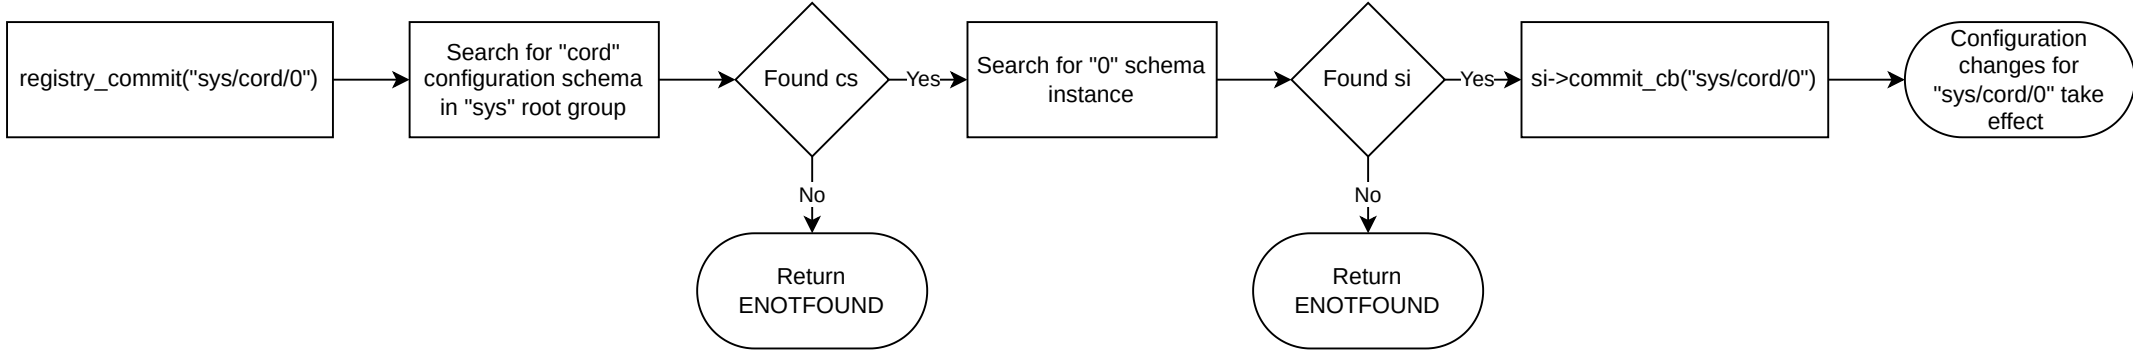 registry_commit("sys/cord/0")
Search for "cord"
configuration schema
in "sys" root group
Found cs
Yes
No
Return
ENOTFOUND
Search for "0" schema
instance
Found si
Yes
No
Return
ENOTFOUND
si->commit_cb("sys/cord/0")
Configuration
changes for
"sys/cord/0" take
effect